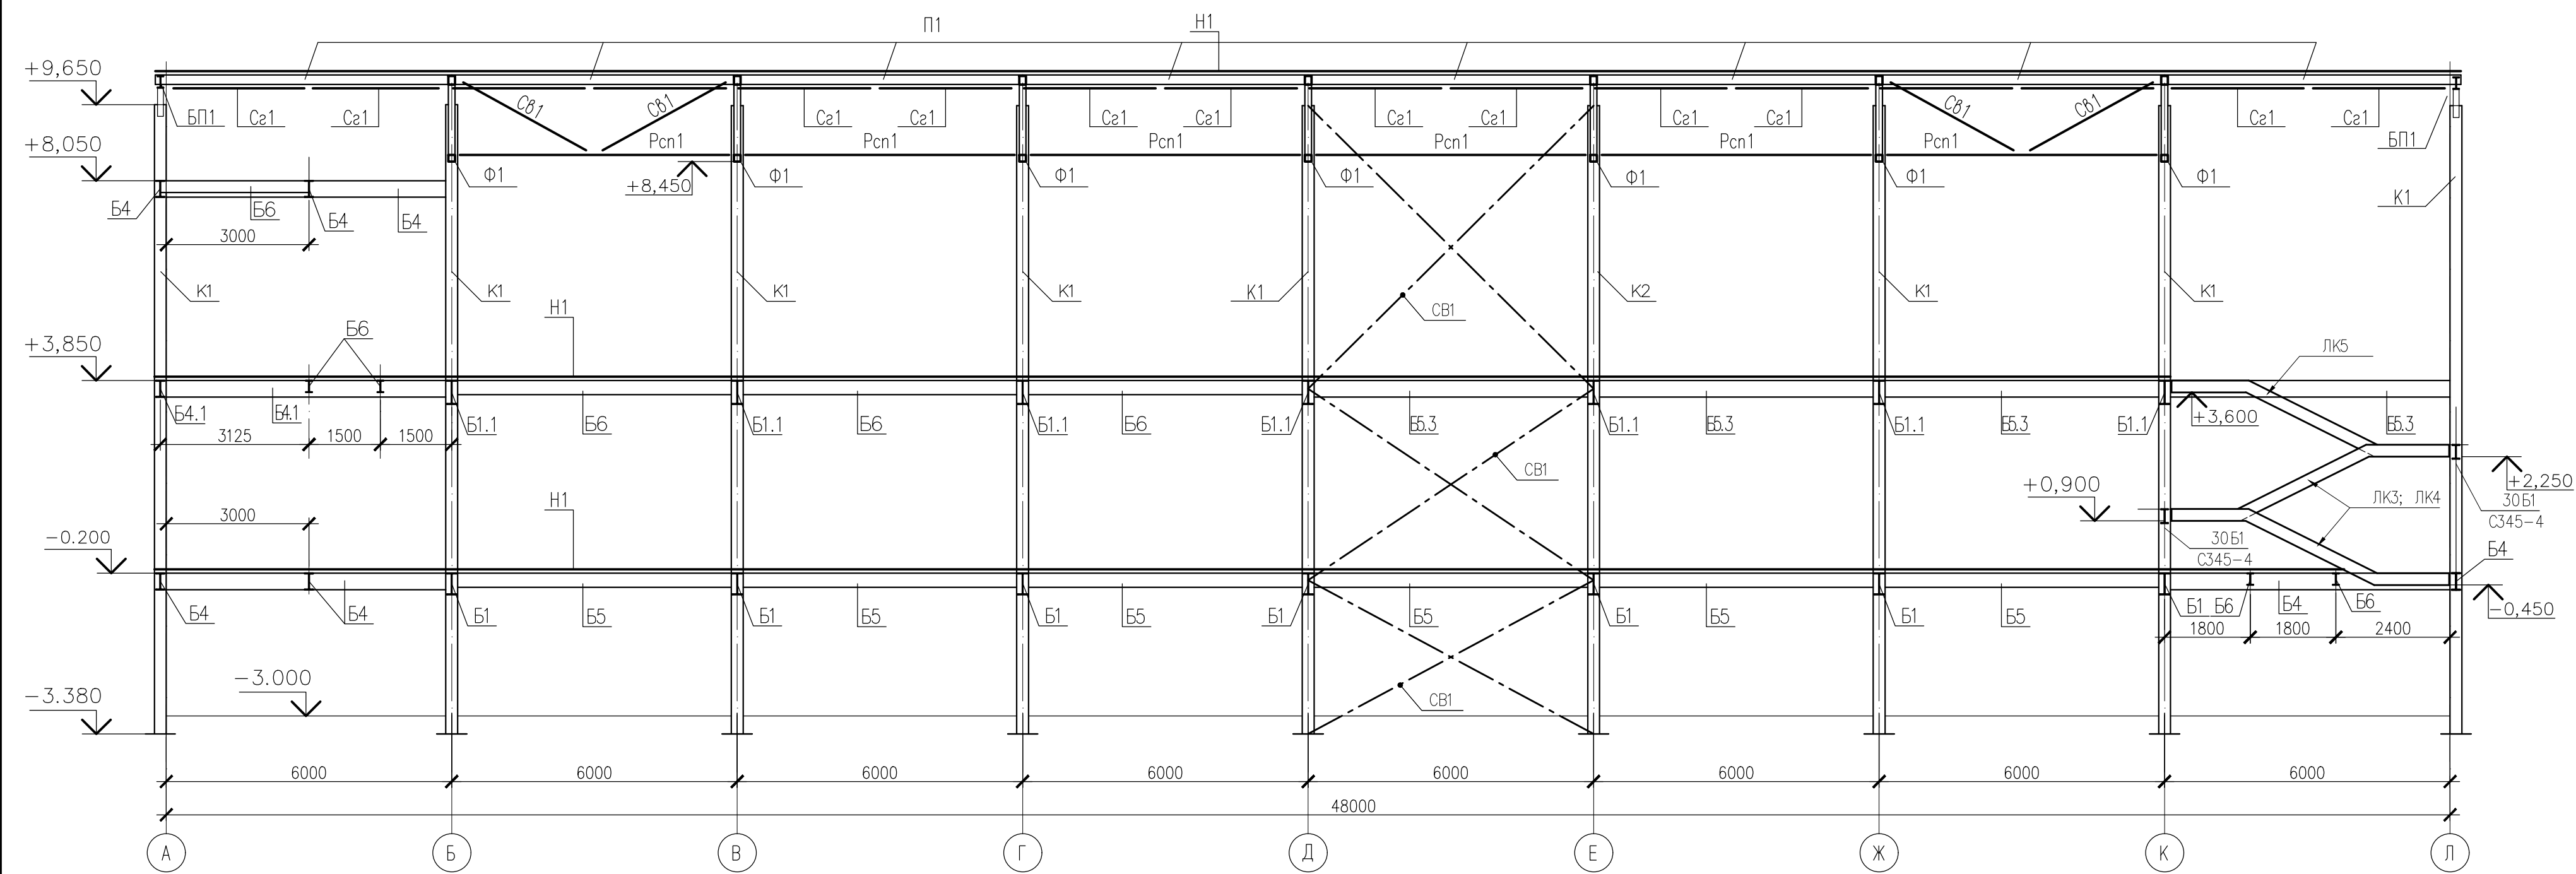 П1
Н1
+9,650
БП1 Сг1 Сг1 Св1 Св1 Сг1 Сг1 Сг1 Сг1 Сг1 Сг1 Сг1 Сг1 Св1 Св1 Сг1 Сг1 БП1
+8,050
Рсп1 Рсп1 Рсп1 Рсп1 Рсп1 Рсп1
Ф1 Ф1 Ф1 Ф1 Ф1 Ф1 Ф1
+8,450
К1
Б4 Б6 Б4 Б4
3000
К1 К1 К1 К1 К1 К2 К1 К1
Н1
СВ1
+3,850
Б6
ЛК5
Б4.1 Б4.1 Б1.1 Б6 Б1.1 Б6 Б1.1 Б6 Б1.1 Б5.3 Б1.1 Б5.3 Б1.1 Б5.3 Б1.1 +3,600 Б5.3
3125 1500 1500
СВ1
+0,900
+2,250
Н1
ЛК3; ЛК4
30Б1
С345-4
3000
-0.200
30Б1
С345-4
Б4
Б4 Б4 Б1 Б5 Б1 Б5 Б1 Б5 Б1 Б5 Б1 Б5 Б1 Б5 Б1 Б6 Б4 Б6
-0,450
1800 1800 2400
-3.000
-3.380
СВ1
6000 6000 6000 6000 6000 6000 6000 6000
48000
А Б В Г Д Е Ж К Л